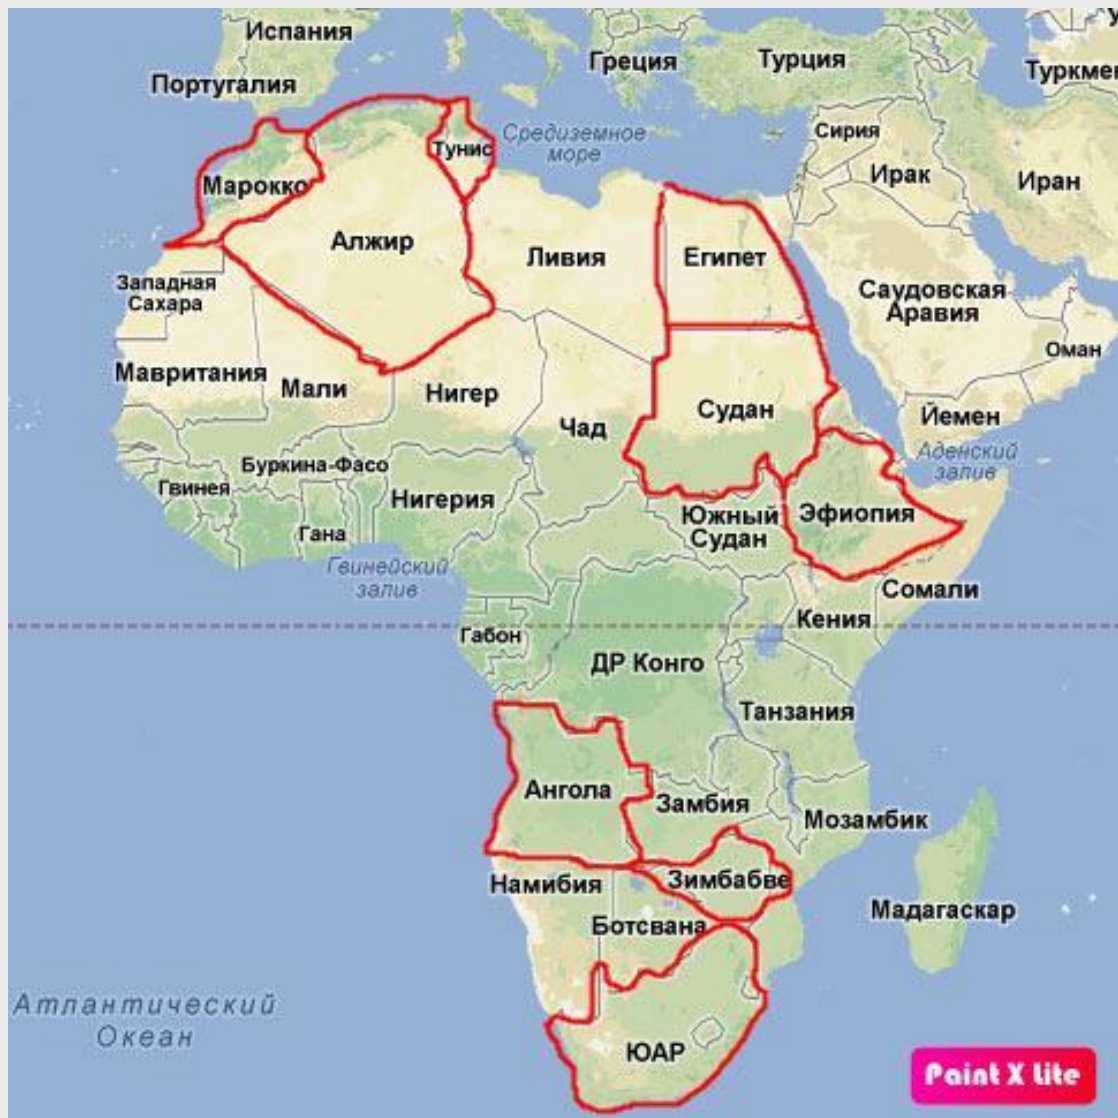 Испания
Португалия
Греция
Турция
Туркмен
Средиземное
море
Сирия
Ирак
Иран
Тунис
Марокко
Алжир
Ливия
Египет
Западная
Сахара
Саудовская
Аравия
Оман
Мавритания
Мали
Нигер
Чад
Судан
Йемен
Аденский
залив
Буркина-Фасо
Гвинея
Нигерия
Гана
Южный
Судан
Эфиопия
Гвинейский
залив
Сомали
Кения
Габон
ДР Конго
Танзания
Ангола
Замбия
Мозамбик
Намибия
Зимбабве
Ботсвана
Мадагаскар
Атлантический
Океан
ЮАР
Paint X Lite